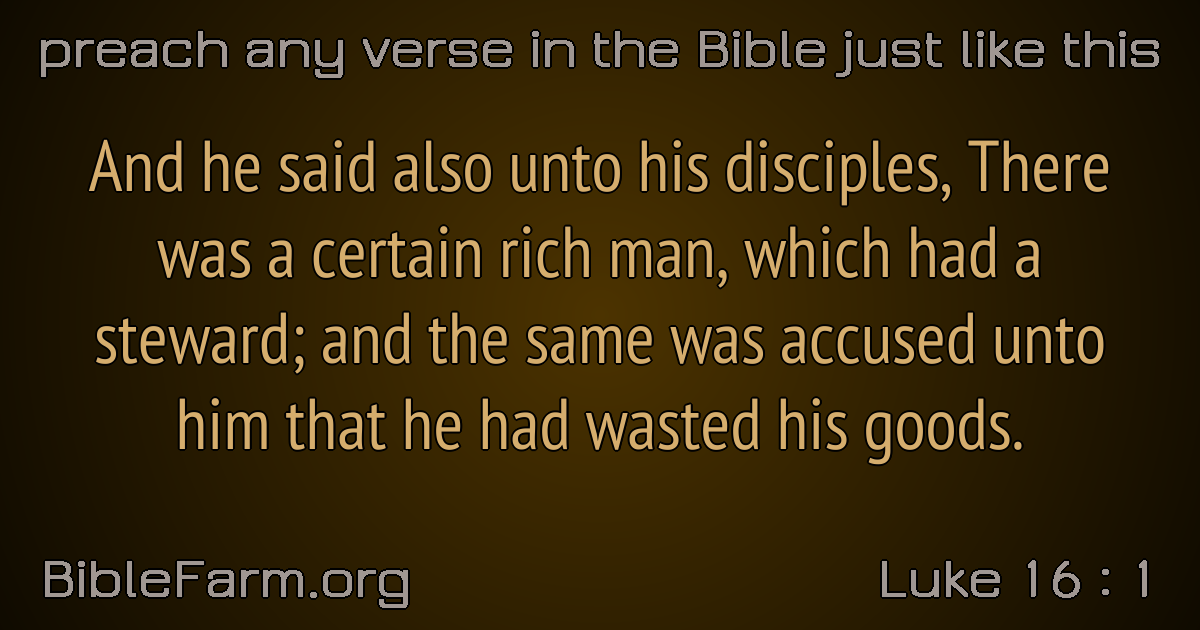 preach any verse in the Bible just like this
And he said also unto his disciples, There
was a certain rich man, which had a
steward; and the same was accused unto
him that he had wasted his goods.
BibleFarm.org
Luke 16 : 1